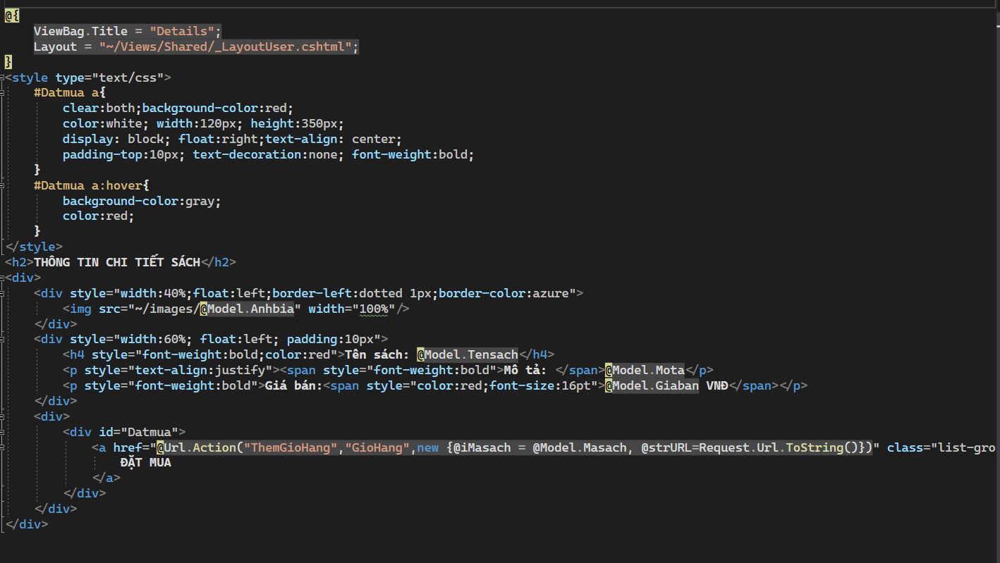 @{
    ViewBag.Title = "Details";
    Layout = "~/Views/Shared/_LayoutUser.cshtml";
}
<style type="text/css">
    #Datmua a{
        clear:both;background-color:red;
        color:white; width:120px; height:350px;
        display: block; float:right;text-align: center;
        padding-top:10px; text-decoration:none; font-weight:bold;
    }
    #Datmua a:hover{
        background-color:gray;
        color:red;
    }
</style>
<h2>THÔNG TIN CHI TIẾT SÁCH</h2>
<div>
    <div style="width:40%;float:left;border-left:dotted 1px;border-color:azure">
        <img src="~/images/@Model.Anhbia" width="100%"/>
    </div>
    <div style="width:60%; float:left; padding:10px">
        <h4 style="font-weight:bold;color:red">Tên sách: @Model.Tensach</h4>
        <p style="text-align:justify"><span style="font-weight:bold">Mô tả: </span>@Model.Mota</p>
        <p style="font-weight:bold">Giá bán:<span style="color:red;font-size:16pt">@Model.Giaban VNĐ</span></p>
    </div>
    <div>
        <div id="Datmua">
            <a href="@Url.Action("ThemGioHang","GioHang",new {@iMasach = @Model.Masach, @strURL=Request.Url.ToString()})" class="list-gro
                ĐẶT MUA
            </a>
        </div>
    </div>
</div>